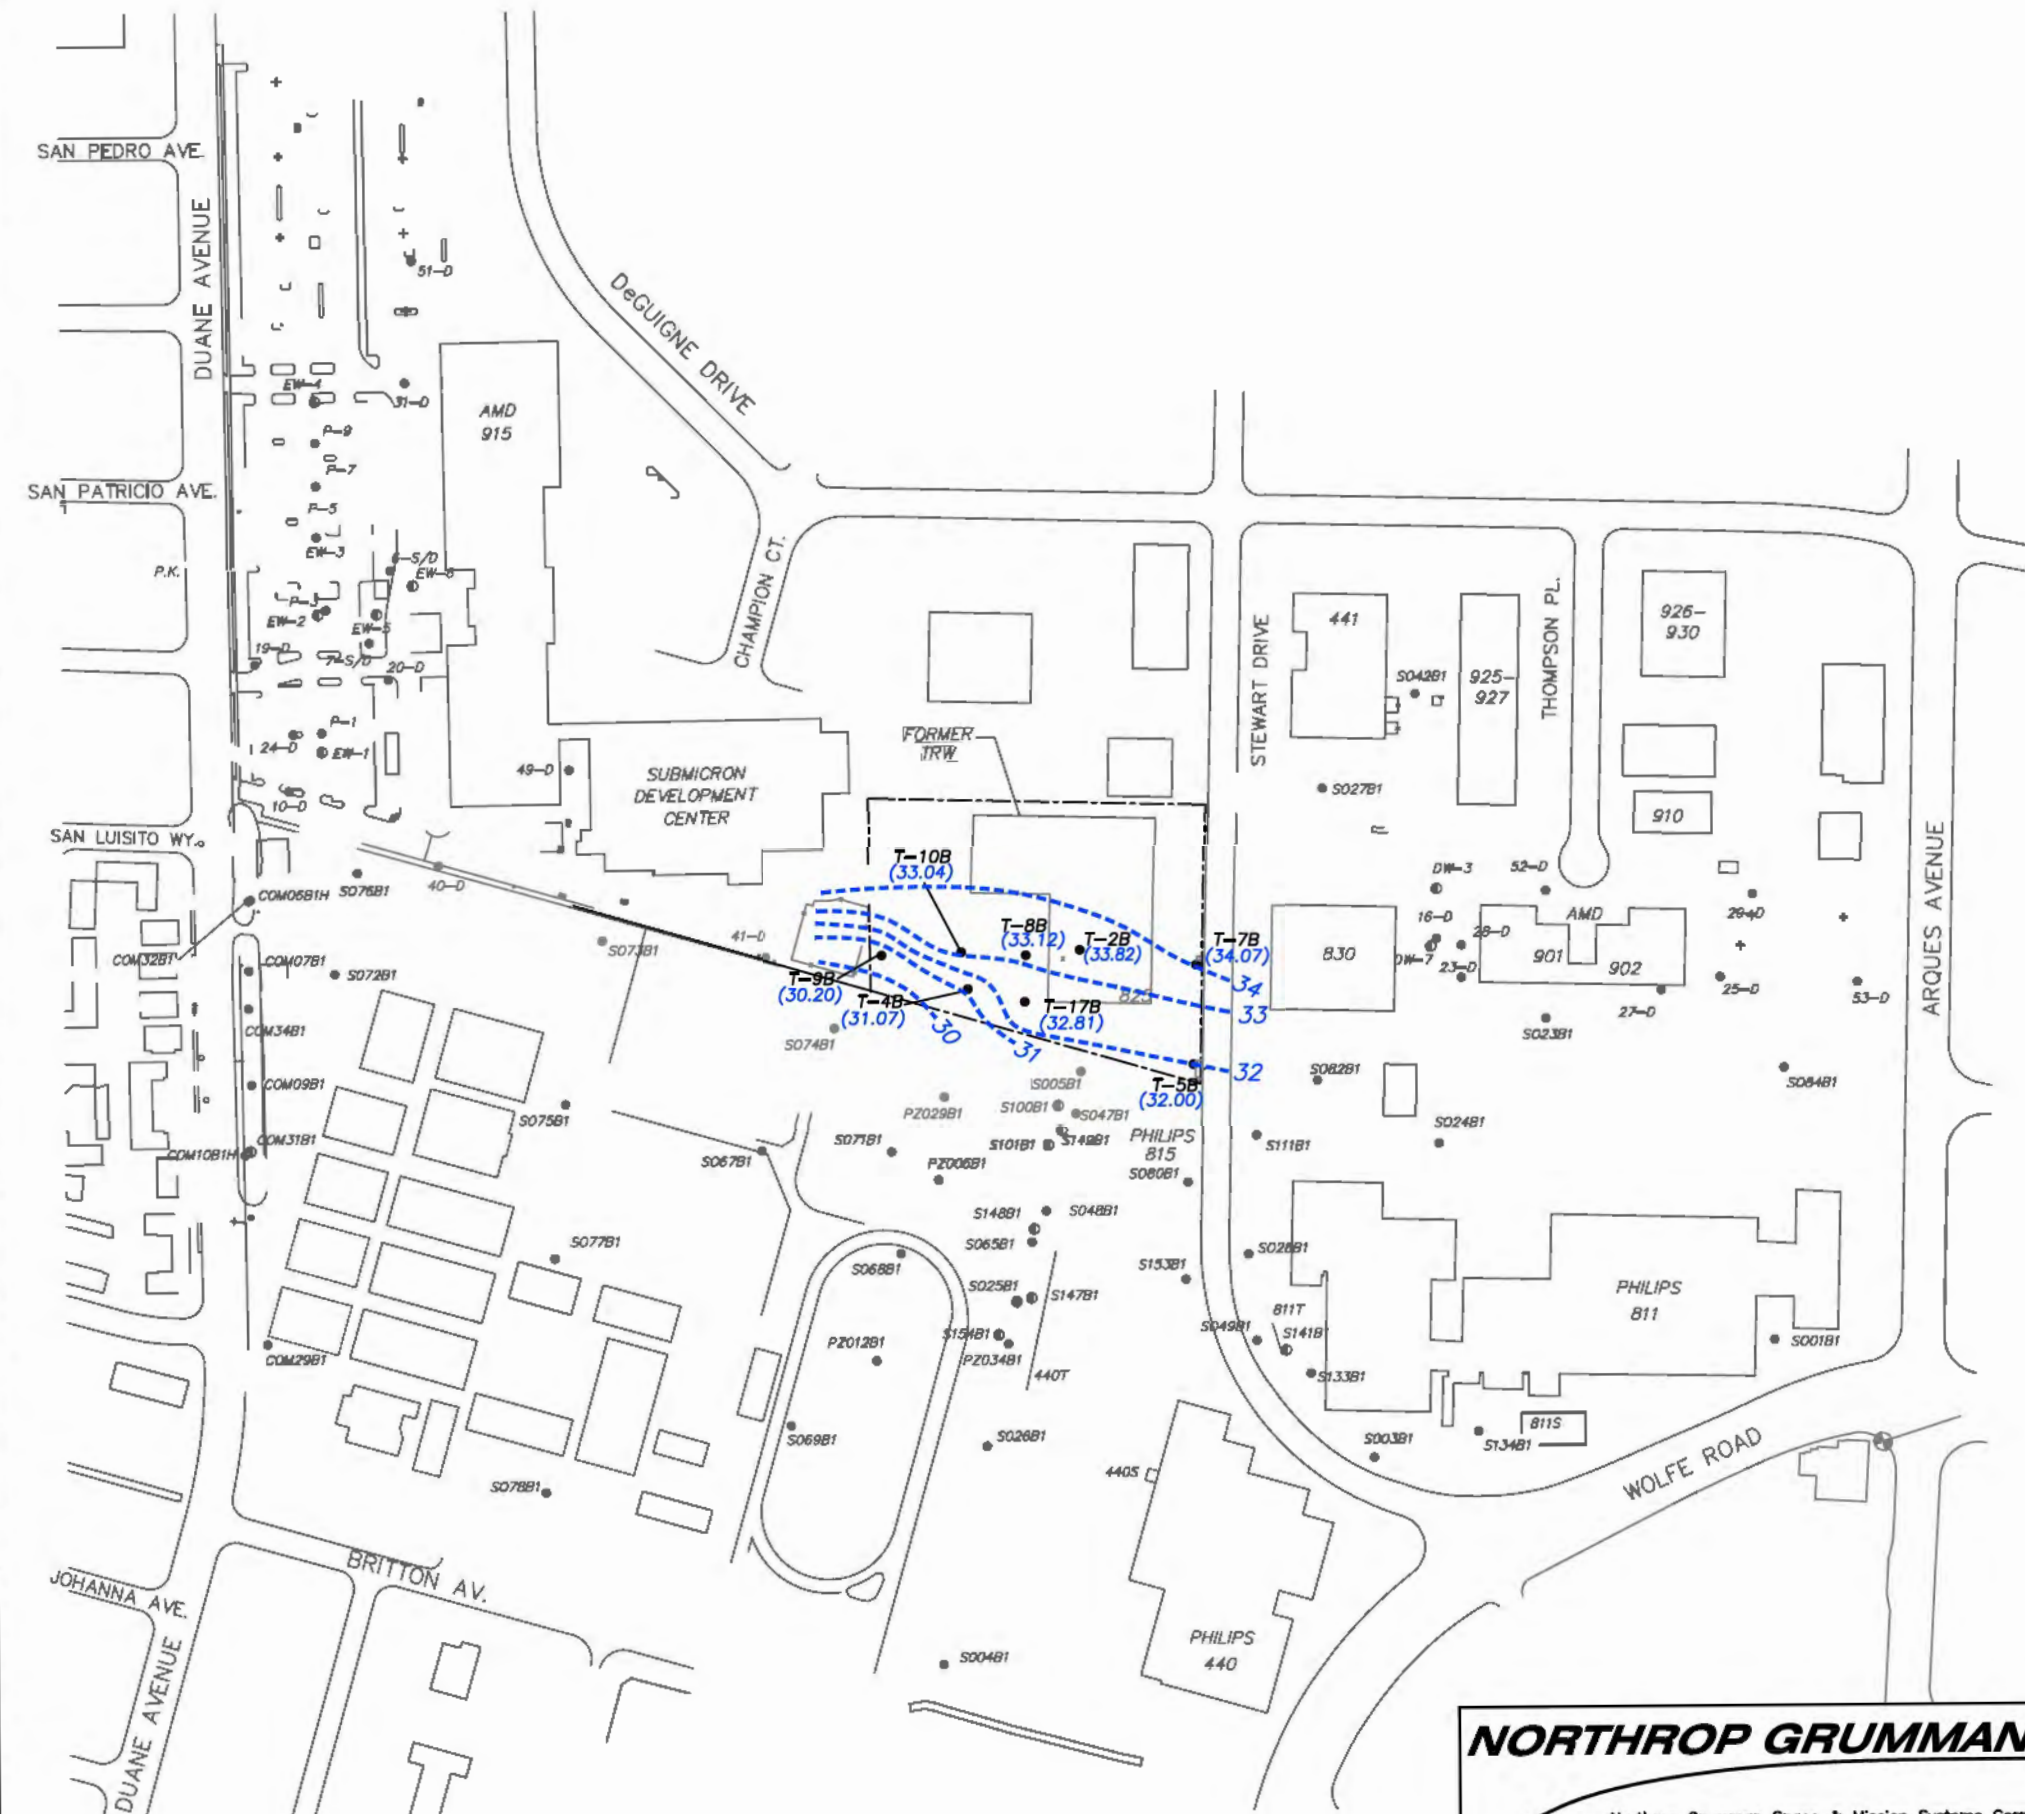 SAN PEDRO AVE.
DUANE AVENUE
51-D
DeGUIGNE DRIVE
EW-4
31-D
P-9
AMD
915
P-7
SAN PATRICIO AVE.
P-5
EW-3
6-S/D
EW-6
P.K.
P-3
EW-2
EW-5
19-D
7-S/D
20-D
CHAMPION CT.
P-1
24-D
EW-1
10-D
49-D
SUBMICRON
DEVELOPMENT
CENTER
FORMER
TRW
STEWART DRIVE
441
S042B1
925-
927
THOMPSON PL.
926-
930
S027B1
910
ARQUES AVENUE
SAN LUISITO WY.
COM06B1H
S076B1
40-D
T-10B
(33.04)
DW-3
52-D
16-D
28-D
AMD
901
902
COM32B1
COM07B1
S072B1
S073B1
41-D
T-8B
(33.12)
T-2B
(33.82)
T-7B
(34.07)
34
830
DW-7
23-D
25-D
53-D
27-D
T-9B
(30.20)
T-4B
(31.07)
825
T-17B
(32.81)
33
30
31
32
COM34B1
S074B1
S023B1
COM09B1
S005B1
T-5B
(32.00)
S082B1
S084B1
S075B1
PZ029B1
S100B1
S047B1
S024B1
COM31B1
COM10B1H
S067B1
S071B1
S101B1
S149B1
PHILIPS
815
S111B1
PZ006B1
S080B1
S148B1
S048B1
S065B1
S077B1
S068B1
S153B1
S028B1
S025B1
S147B1
PHILIPS
811
811T
S049B1
S141B1
S001B1
COM29B1
PZ012B1
S154B1
PZ034B1
440T
S133B1
S069B1
S026B1
S003B1
811S
S134B1
440S
WOLFE ROAD
S078B1
BRITTON AV.
JOHANNA AVE.
DUANE AVENUE
S004B1
PHILIPS
440
NORTHROP GRUMMAN